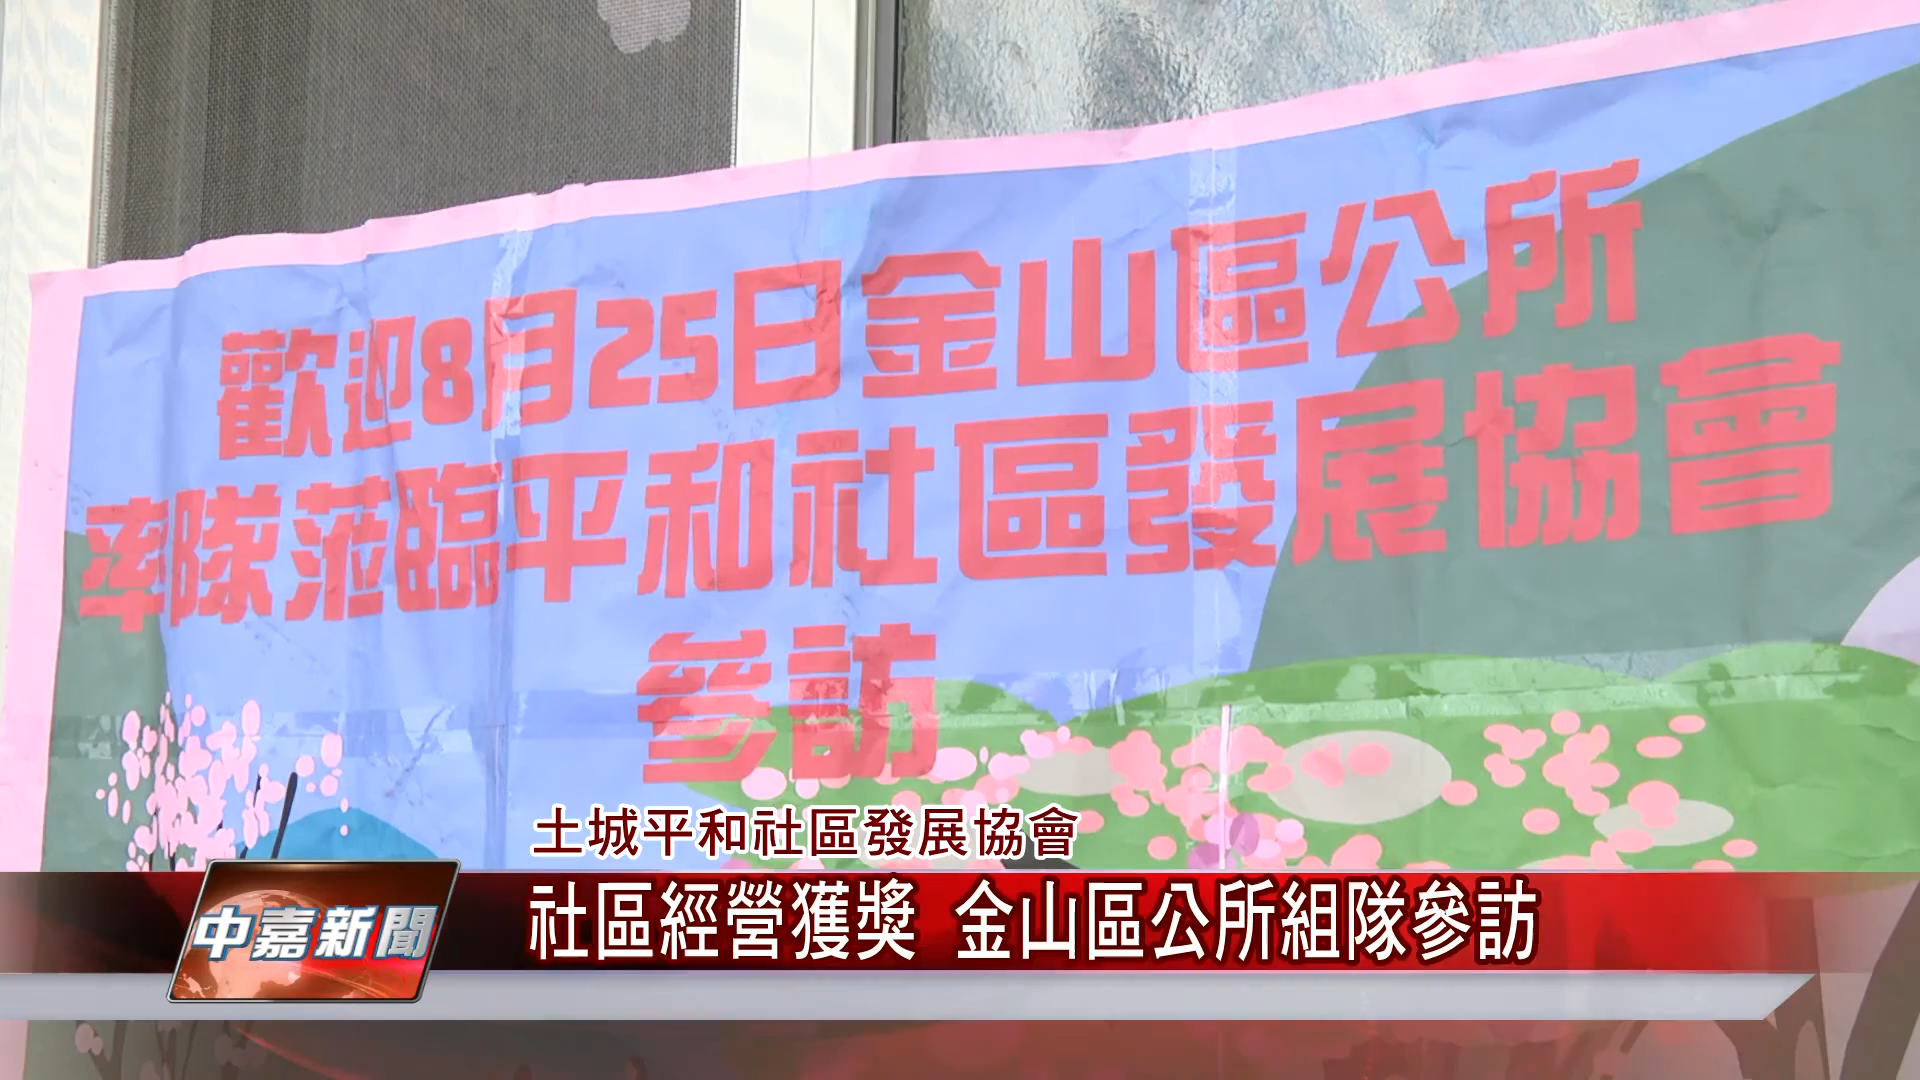 歡迎8月25日金山區公所
率隊蒞臨平和社區發展協會
參訪
土城平和社區發展協會
中嘉新聞
社區經營獲獎 金山區公所組隊參訪